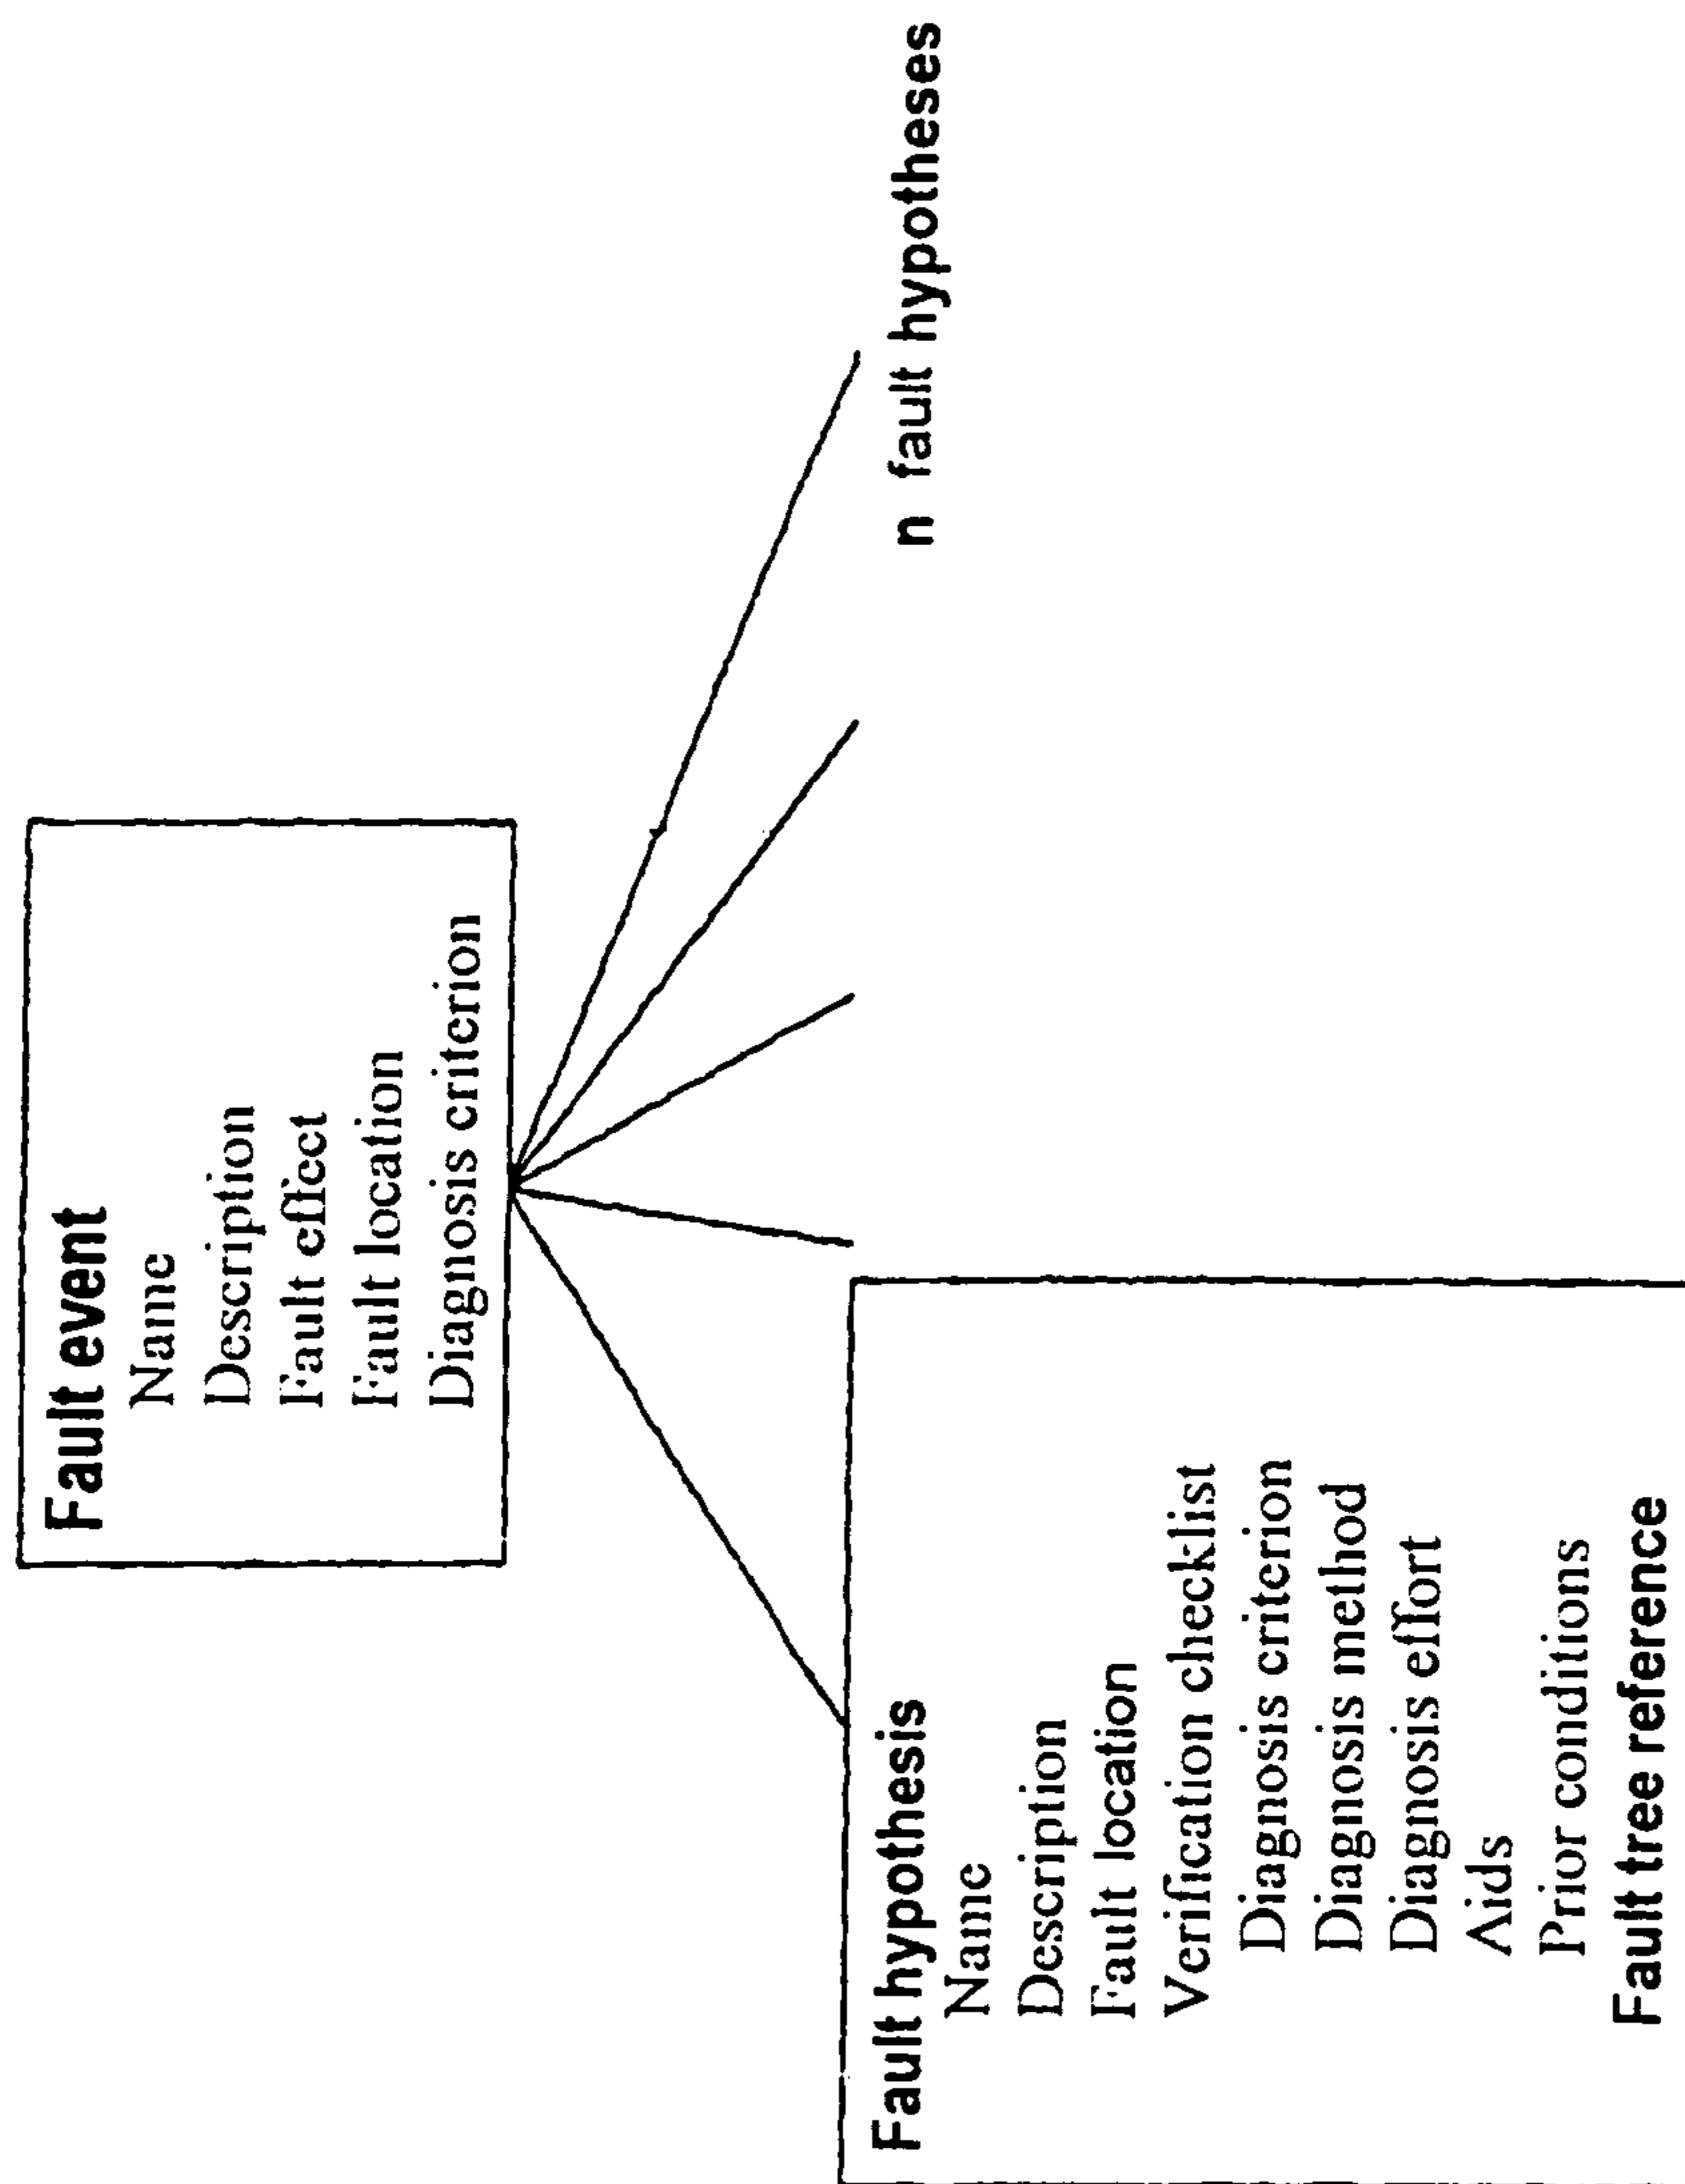 Fault event
Name
Description
Fault effect
Fault location
Diagnosis criterion
n fault hypotheses
Fault hypothesis
Name
Description
Fault location
Verification checklist
Diagnosis criterion
Diagnosis method
Diagnosis effort
Aids
Prior conditions
Fault tree reference